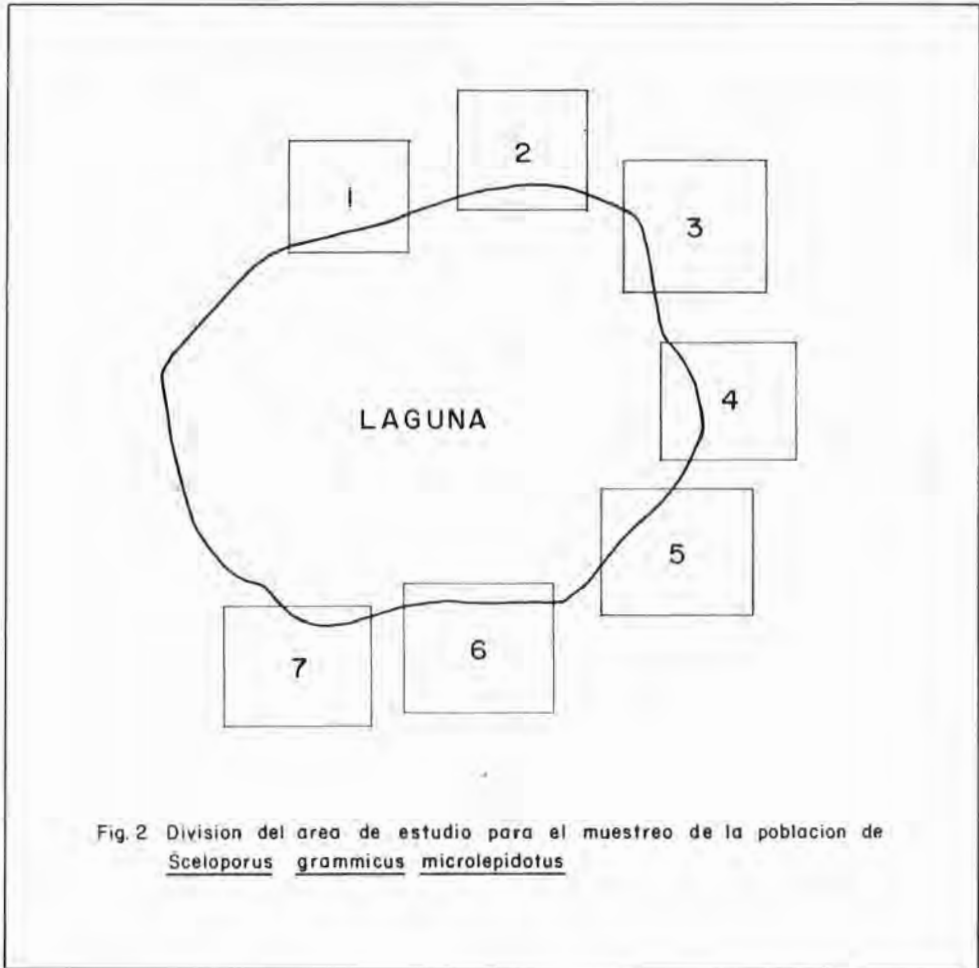 1
2
3
4
LAGUNA
5
6
7
Fig. 2 Division del area de estudio para el muestreo de la poblacion de
Sceloporus grammicus microlepidotus